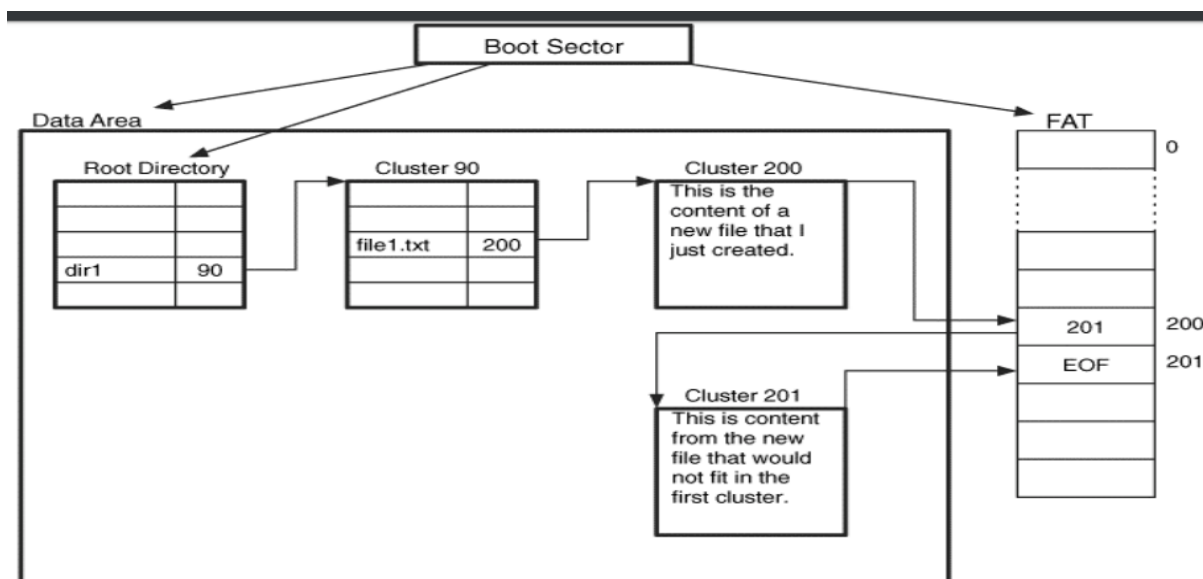 Boot Sector
Data Area
FAT
0
Root Directory
dir1 90
Cluster 90
file1.txt 200
Cluster 200
This is the
content of a
new file that I
just created.
201 200
EOF 201
Cluster 201
This is content
from the new
file that would
not fit in the
first cluster.